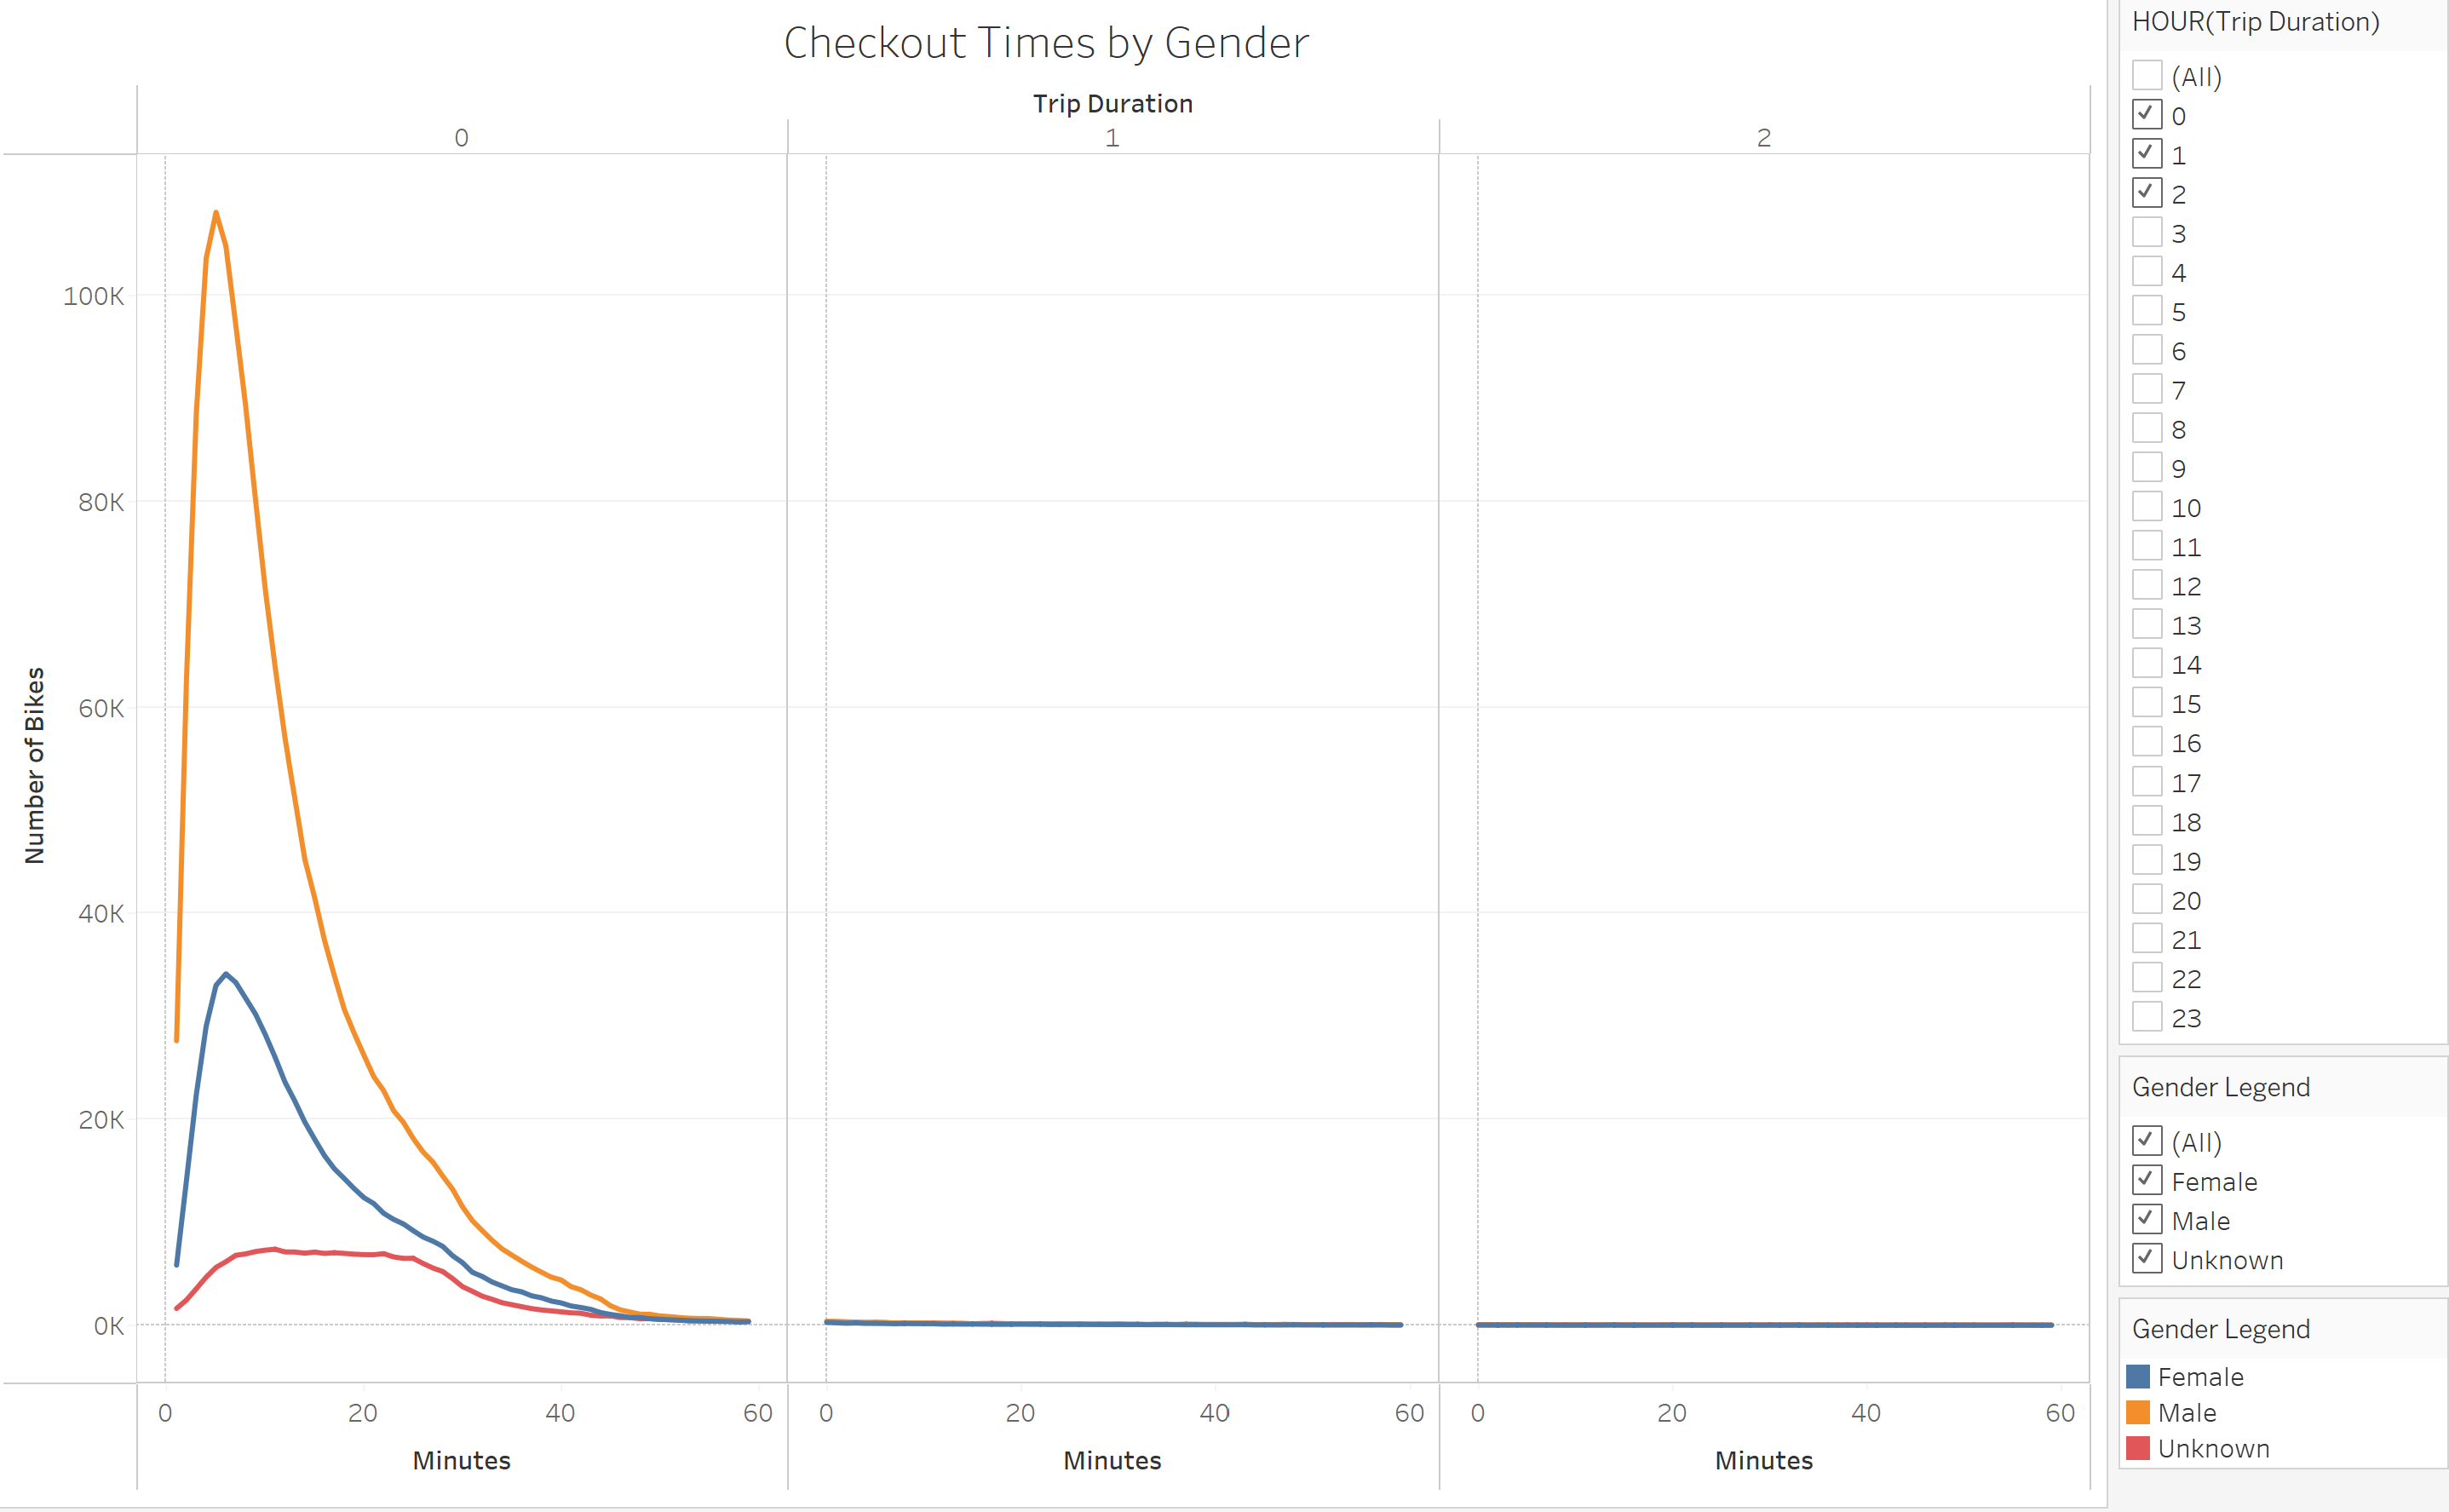 Checkout Times by Gender
Trip Duration
0 1 2
Number of Bikes
100K
80K
60K
40K
20K
0K
0 20 40 60 0 20 40 60 0 20 40 60
Minutes Minutes Minutes
HOUR(Trip Duration)
(All)
0
1
2
3
4
5
6
7
8
9
10
11
12
13
14
15
16
17
18
19
20
21
22
23
Gender Legend
(All)
Female
Male
Unknown
Gender Legend
Female
Male
Unknown